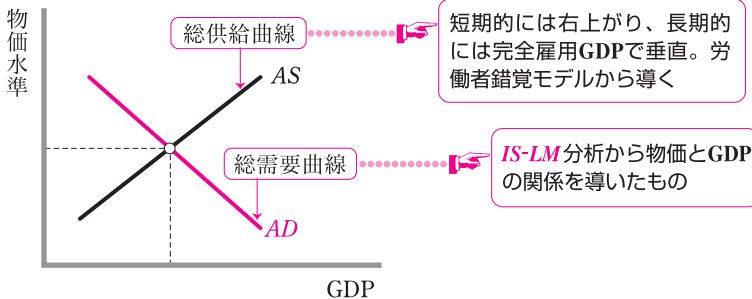 物価水準
総供給曲線
AS
短期的には右上がり、長期的
には完全雇用GDPで垂直。労
働者錯覚モデルから導く
総需要曲線
AD
IS-LM分析から物価とGDP
の関係を導いたもの
GDP